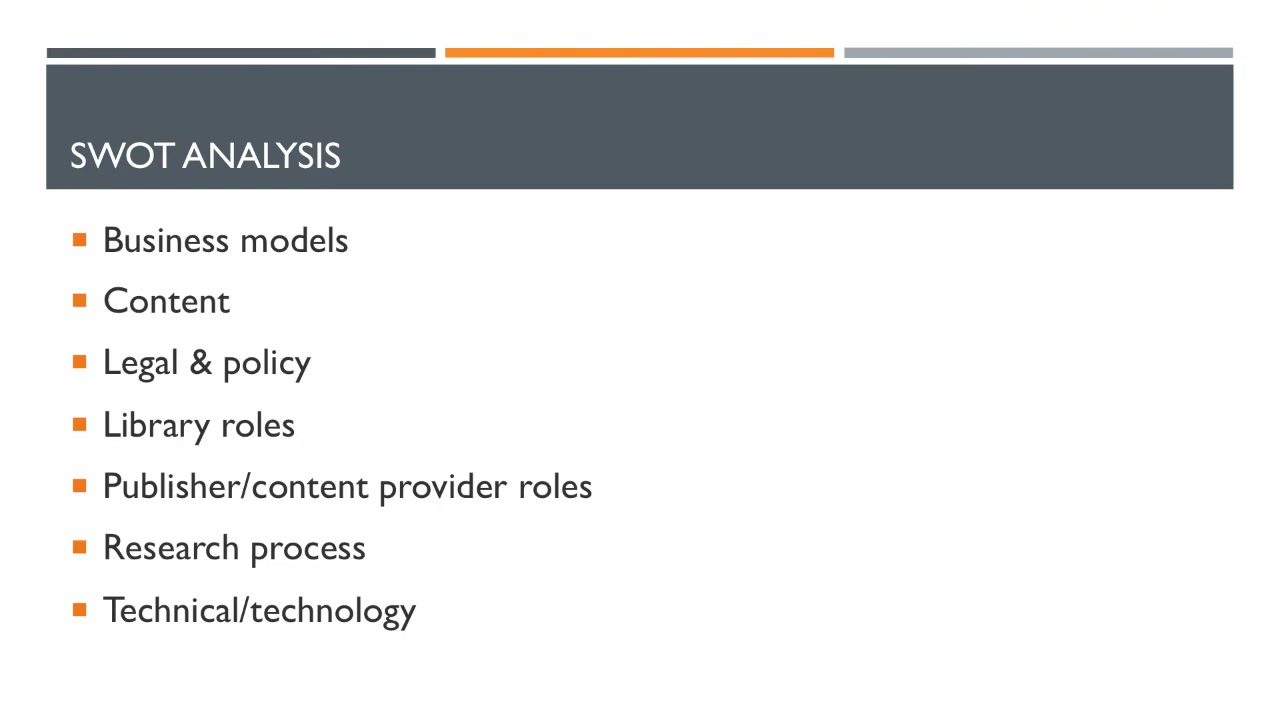 SWOT ANALYSIS
Business models
Content
Legal & policy
Library roles
Publisher/content provider roles
Research process
Technical/technology